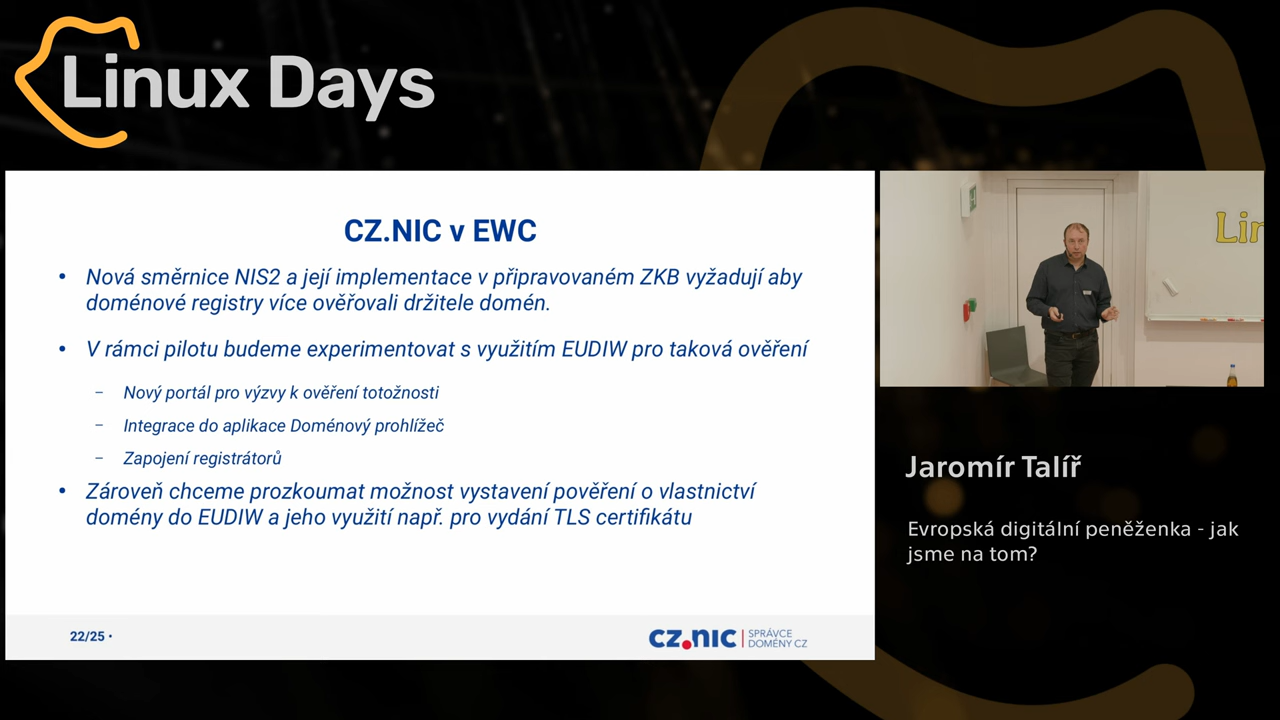 Linux Days
CZ.NIC v EWC
• Nová směrnice NIS2 a její implementace v připravovaném ZKB vyžadují aby
doménové registry více ověřovali držitele domén.
• V rámci pilotu budeme experimentovat s využitím EUDIW pro taková ověření
– Nový portál pro výzvy k ověření totožnosti
– Integrace do aplikace Doménový prohlížeč
– Zapojení registrátorů
• Zároveň chceme prozkoumat možnost vystavení pověření o vlastnictví
domény do EUDIW a jeho využití např. pro vydání TLS certifikátu
22/25 •
cz.nic SPRÁVCE
DOMÉNY CZ
Lin
Jaromír Talíř
Evropská digitální peněženka - jak
jsme na tom?